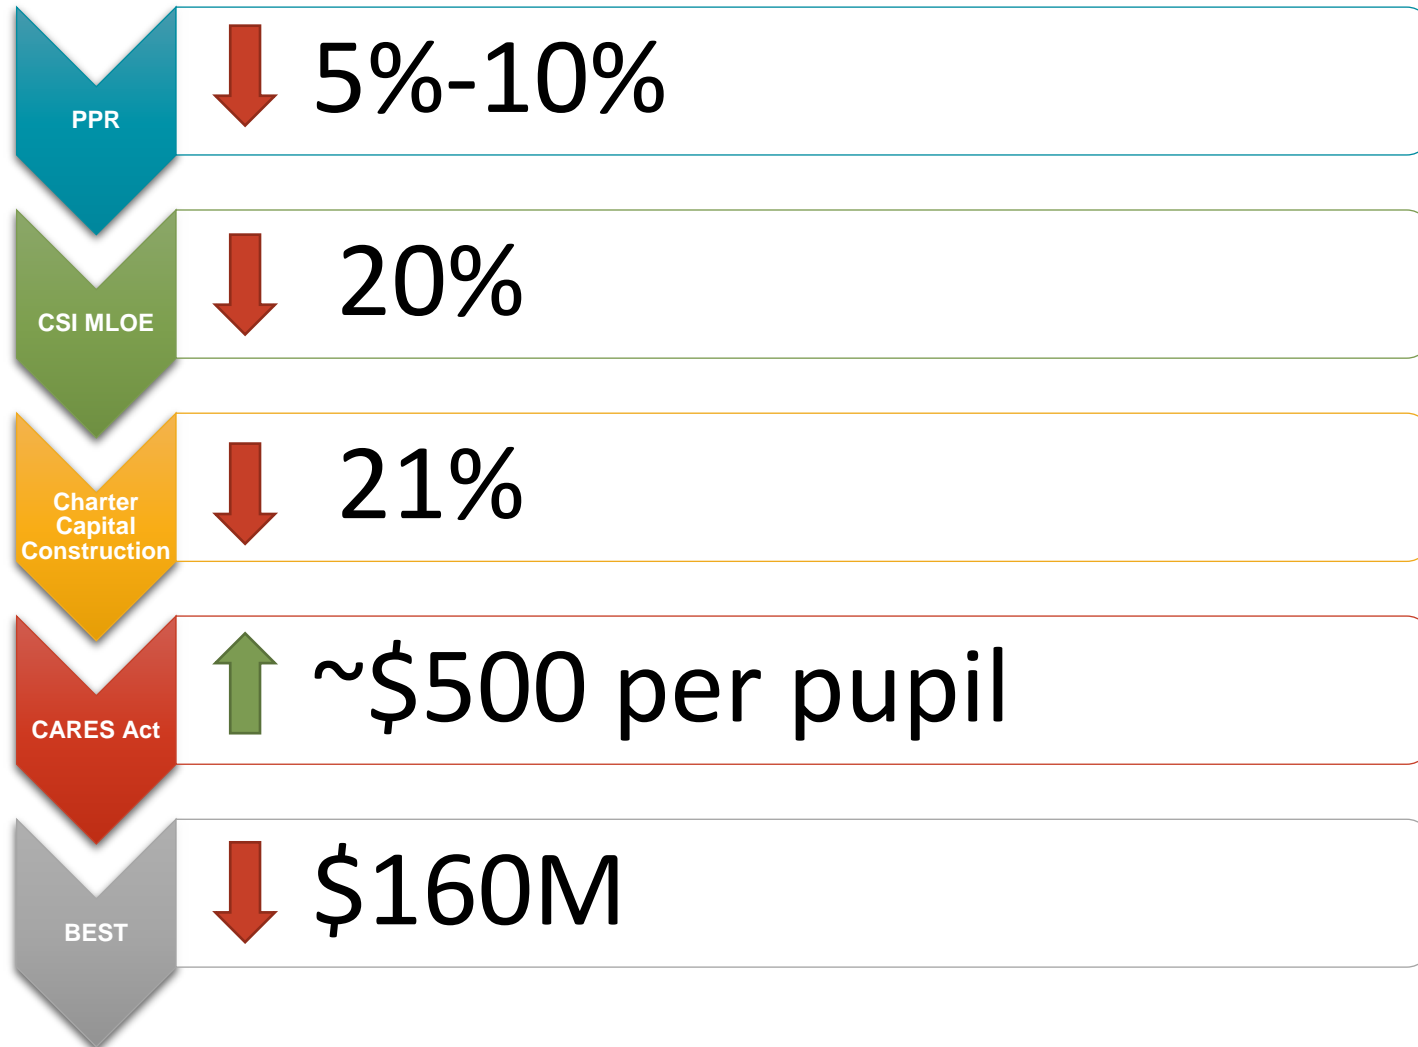 PPR
5%-10%
CSI MLOE
20%
Charter
Capital
Construction
21%
CARES Act
~$500 per pupil
BEST
$160M